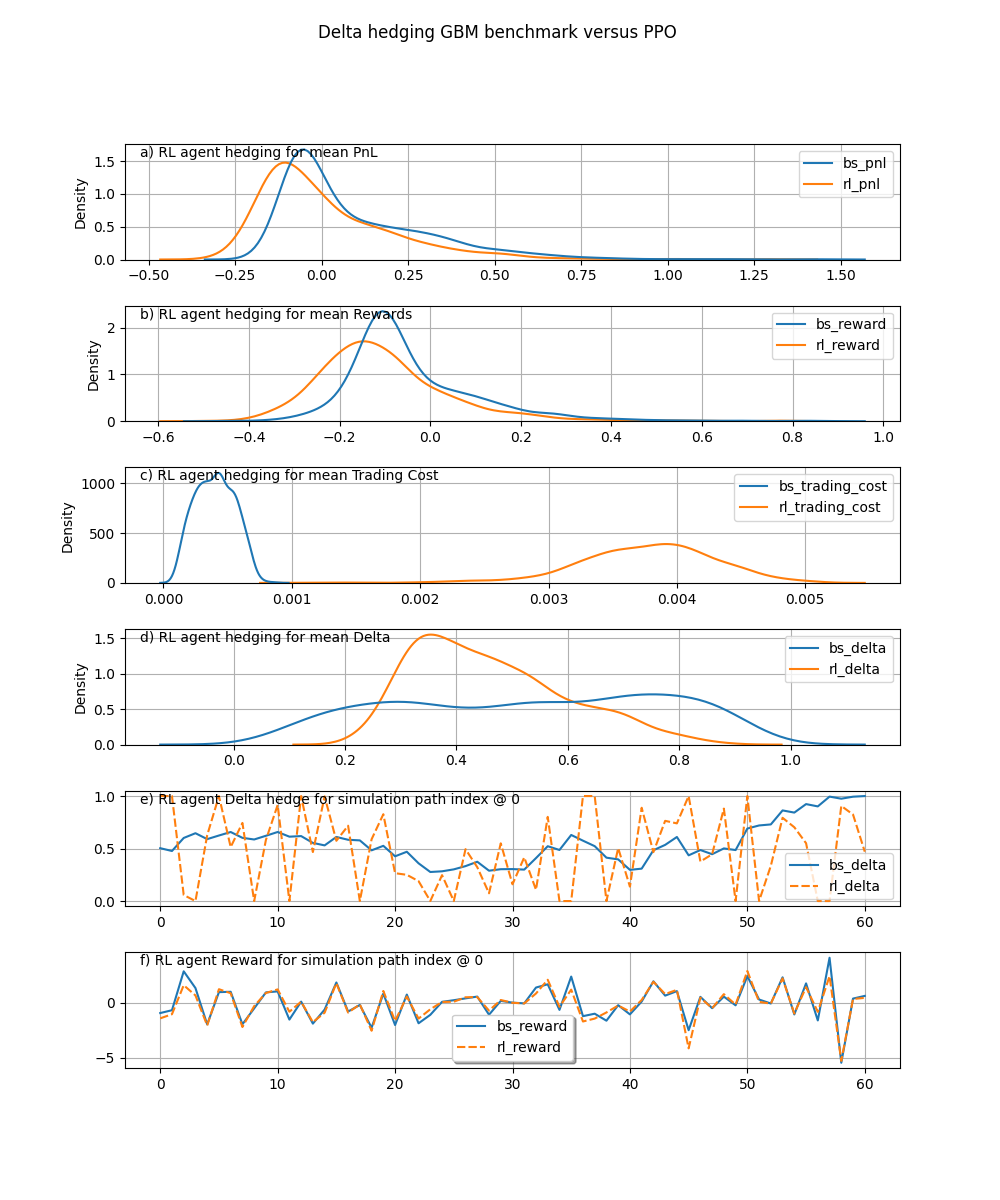 Delta hedging GBM benchmark versus PPO
a) RL agent hedging for mean PnL
bs_pnl
rl_pnl
Density
1.5
1.0
0.5
0.0
−0.50 −0.25 0.00 0.25 0.50 0.75 1.00 1.25 1.50
b) RL agent hedging for mean Rewards
bs_reward
rl_reward
Density
2
1
0
−0.6 −0.4 −0.2 0.0 0.2 0.4 0.6 0.8 1.0
c) RL agent hedging for mean Trading Cost
bs_trading_cost
rl_trading_cost
Density
1000
500
0
0.000 0.001 0.002 0.003 0.004 0.005
d) RL agent hedging for mean Delta
bs_delta
rl_delta
Density
1.5
1.0
0.5
0.0
0.0 0.2 0.4 0.6 0.8 1.0
e) RL agent Delta hedge for simulation path index @ 0
1.0
0.5
0.0
bs_delta
rl_delta
0 10 20 30 40 50 60
f) RL agent Reward for simulation path index @ 0
0
−5
bs_reward
rl_reward
0 10 20 30 40 50 60